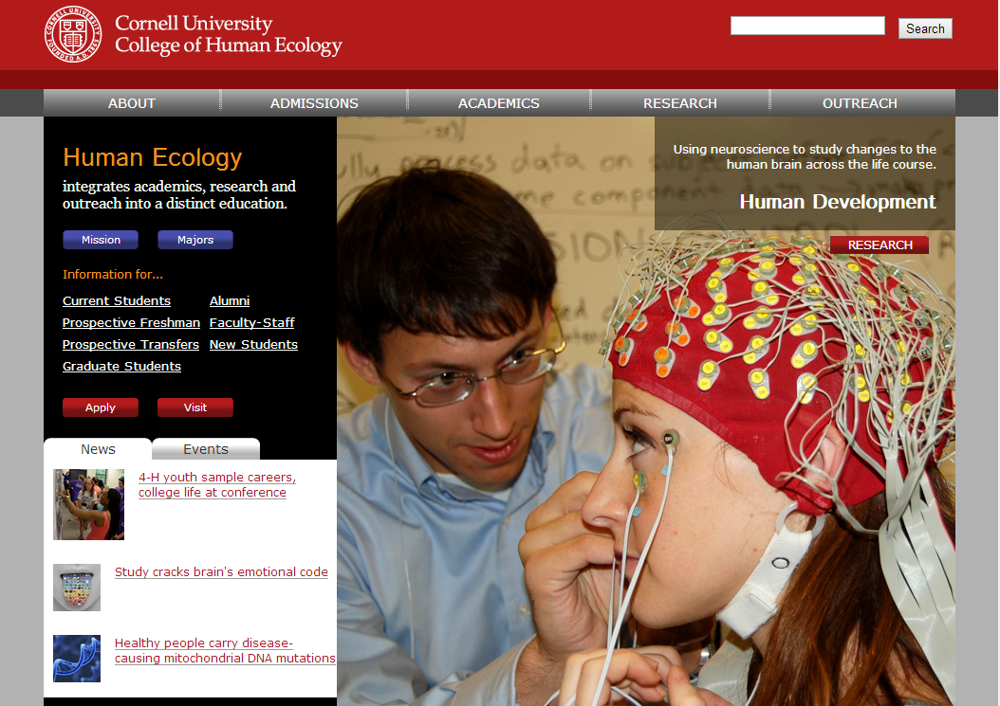 Cornell University
College of Human Ecology
Search
ABOUT
ADMISSIONS
ACADEMICS
RESEARCH
OUTREACH
Human Ecology
integrates academics, research and
outreach into a distinct education.
Mission
Majors
Information for...
Current Students
Alumni
Prospective Freshman
Faculty-Staff
Prospective Transfers
New Students
Graduate Students
Apply
Visit
News
Events
4-H youth sample careers,
college life at conference
Study cracks brain's emotional code
Healthy people carry disease-
causing mitochondrial DNA mutations
Using neuroscience to study changes to the
human brain across the life course.
Human Development
RESEARCH
process data on
component